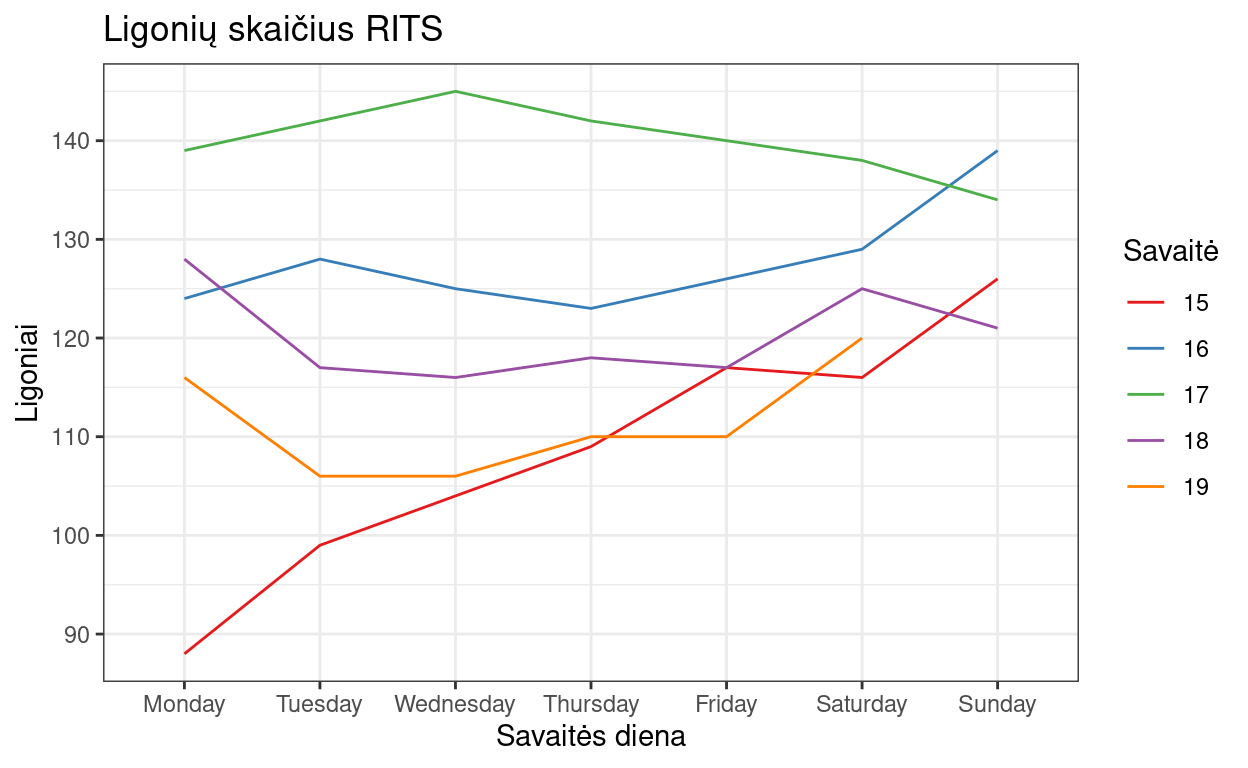 Ligonių skaičius RITS
Ligoniai
140
130
120
110
100
90
Monday Tuesday Wednesday Thursday Friday Saturday Sunday
Savaitės diena
Savaitė
15
16
17
18
19